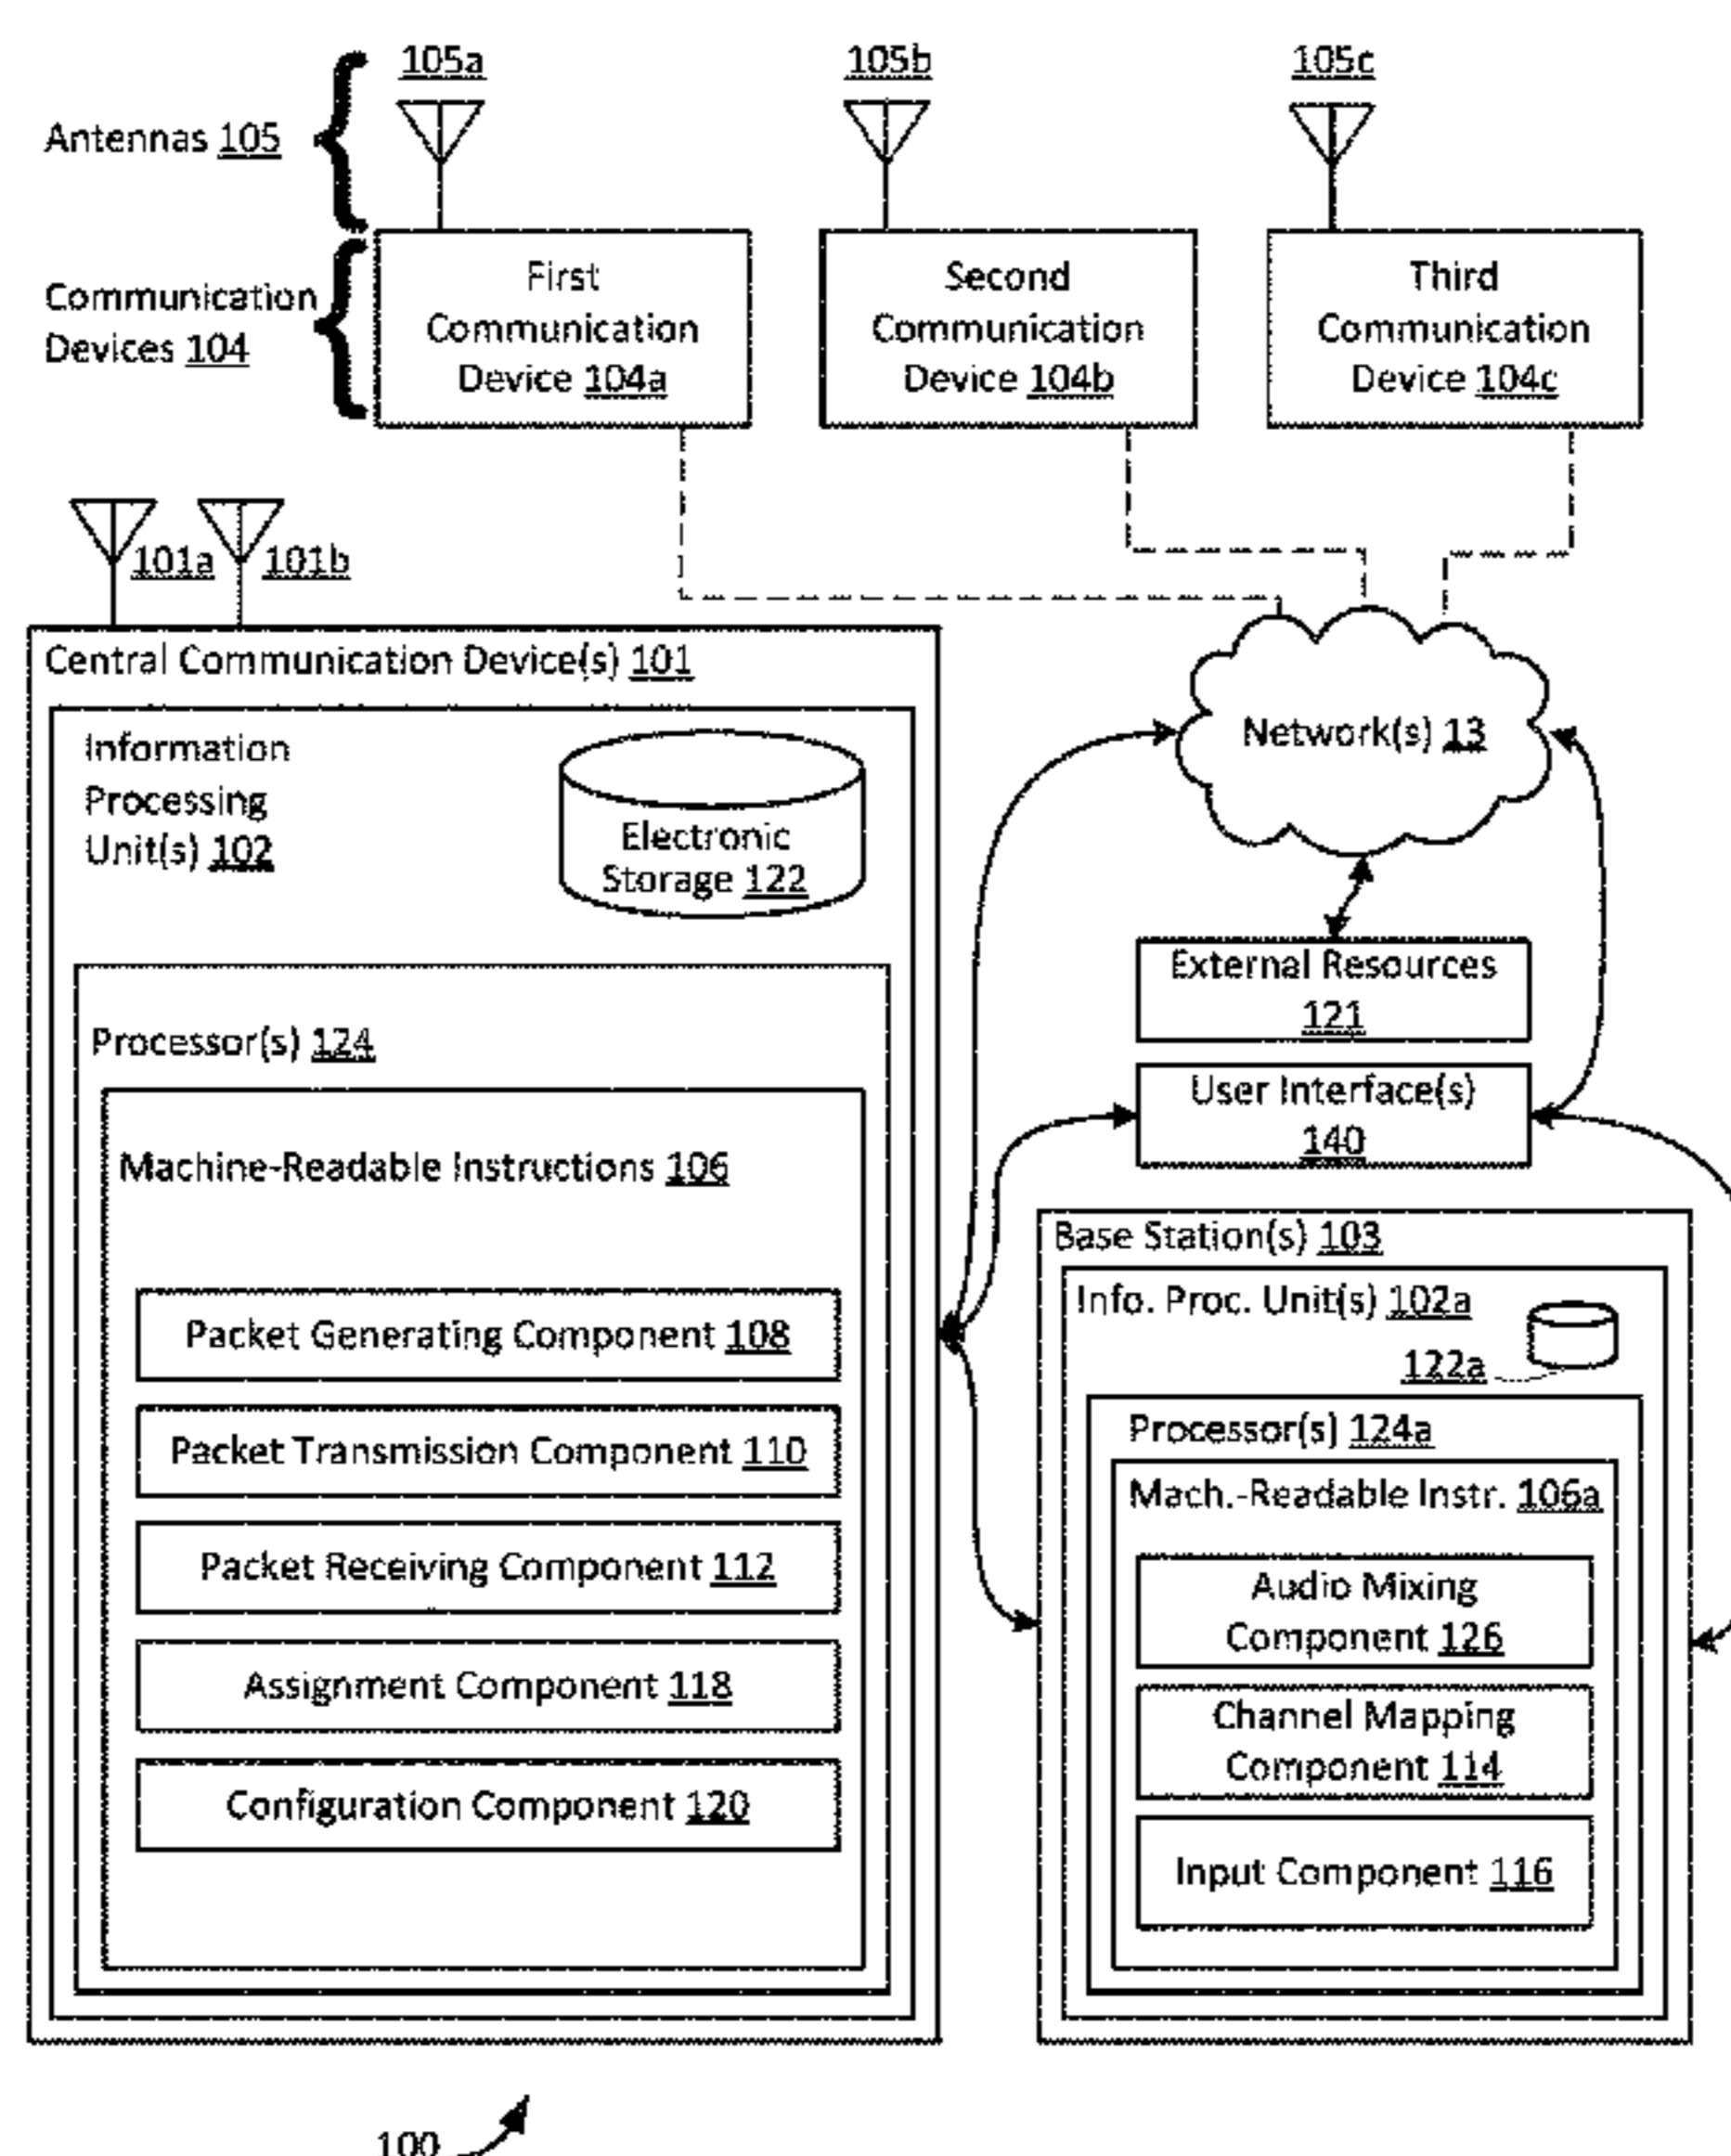 105a
105b
105c
Antennas 105
Communication
Devices 104
First
Communication
Device 104a
Second
Communication
Device 104b
Third
Communication
Device 104c
101a
101b
Central Communication Device(s) 101
Information
Processing
Unit(s) 102
Electronic
Storage 122
Processor(s) 124
Machine-Readable Instructions 106
Packet Generating Component 108
Packet Transmission Component 110
Packet Receiving Component 112
Assignment Component 118
Configuration Component 120
Network(s) 13
External Resources
121
User Interface(s)
140
Base Station(s) 103
Info. Proc. Unit(s) 102a
122a
Processor(s) 124a
Mach.-Readable Instr. 106a
Audio Mixing
Component 126
Channel Mapping
Component 114
Input Component 116
100